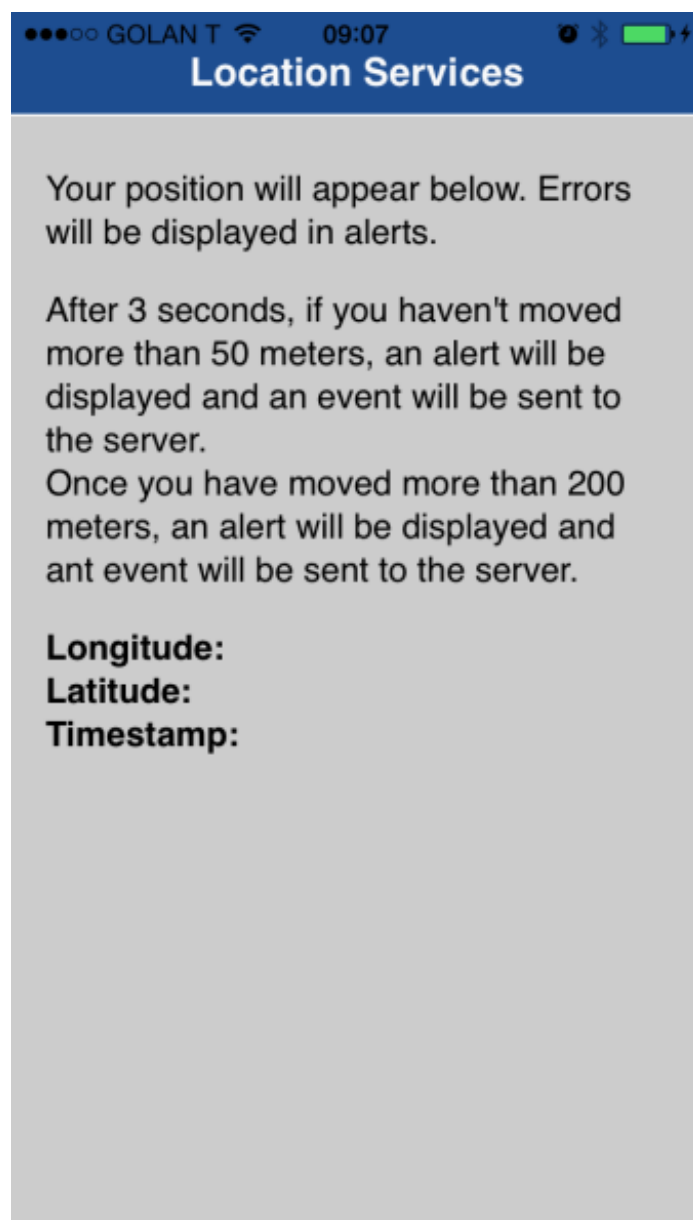 GOLAN T 09:07
Location Services
Your position will appear below. Errors
will be displayed in alerts.
After 3 seconds, if you haven't moved
more than 50 meters, an alert will be
displayed and an event will be sent to
the server.
Once you have moved more than 200
meters, an alert will be displayed and
ant event will be sent to the server.
Longitude:
Latitude:
Timestamp: